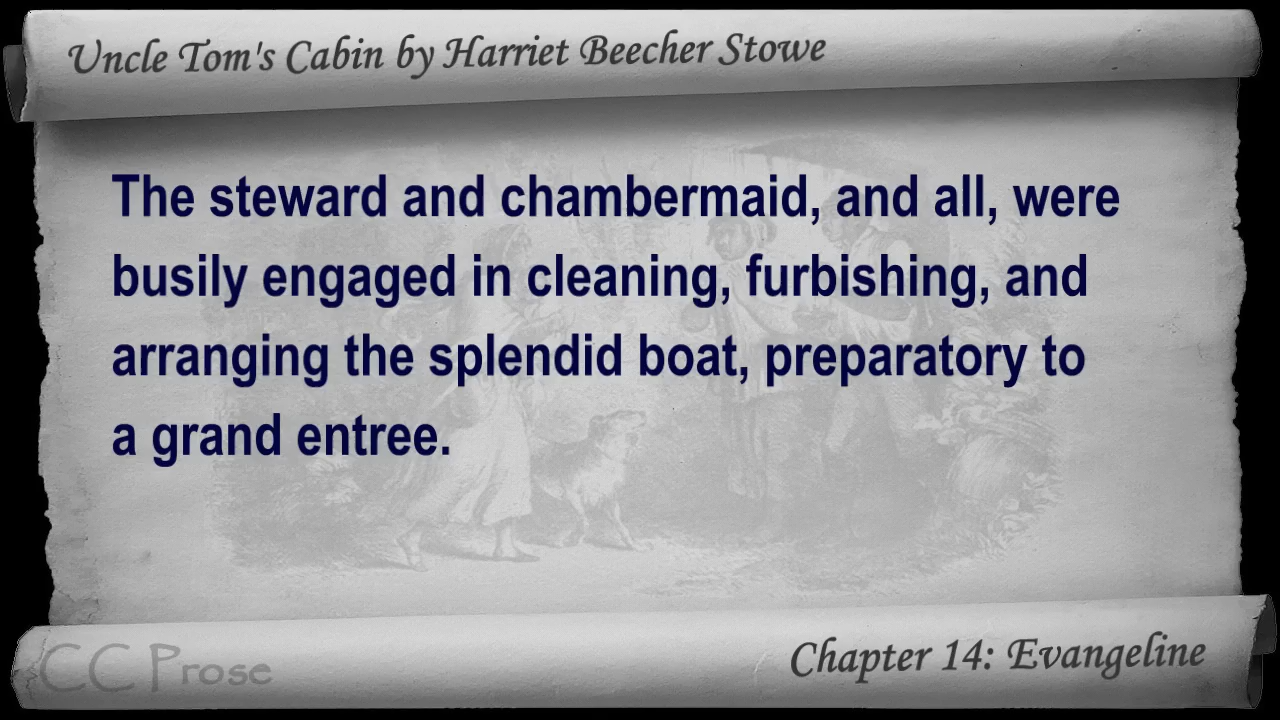 Uncle Tom's Cabin by Harriet Beecher Stowe
The steward and chambermaid, and all, were
busily engaged in cleaning, furbishing, and
arranging the splendid boat, preparatory to
a grand entree.
CC Prose
Chapter 14: Evangeline